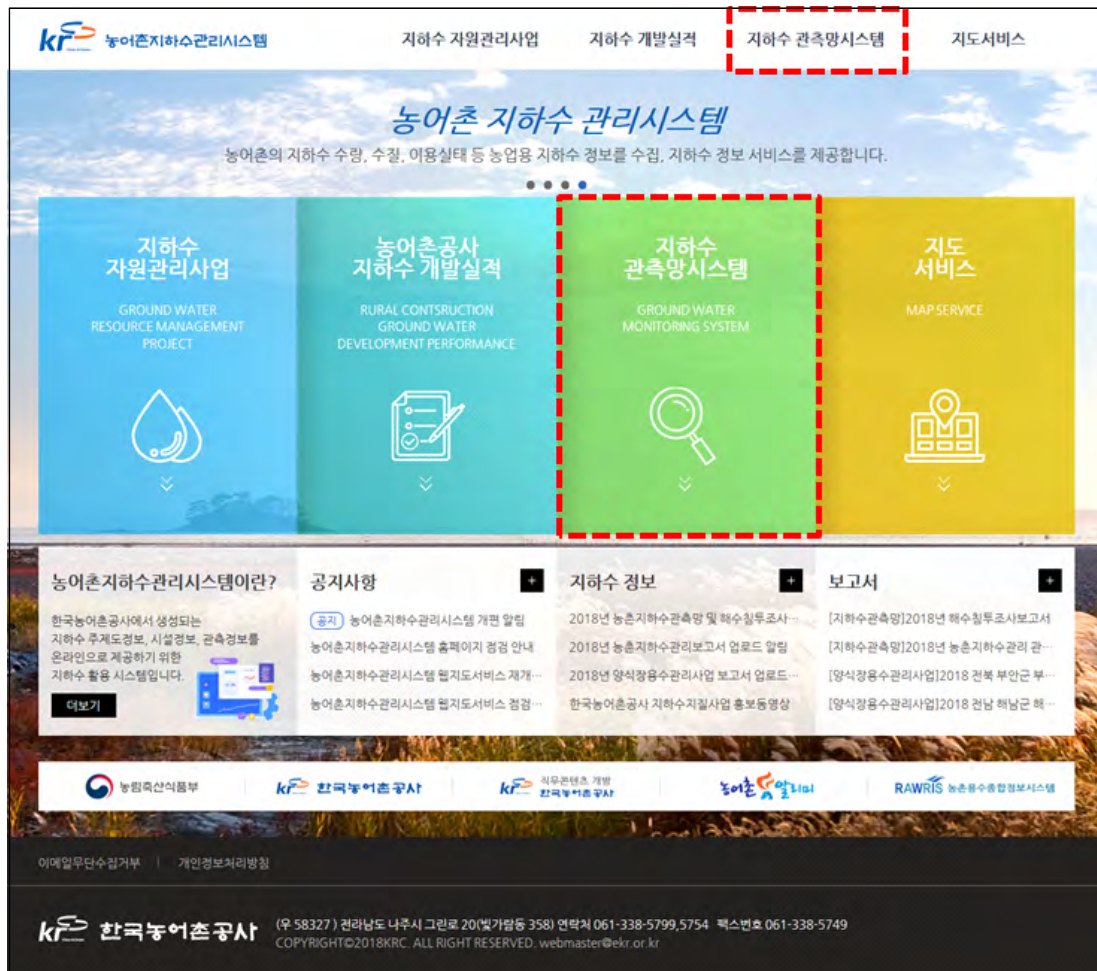 kr 농어촌지하수관리시스템
지하수 자원관리사업
지하수 개발실적
지하수 관측망시스템
지도서비스
농어촌 지하수 관리시스템
농어촌의 지하수 수량, 수질, 이용실태 등 농업용 지하수 정보를 수집, 지하수 정보 서비스를 제공합니다.
지하수
자원관리사업
GROUND WATER
RESOURCE MANAGEMENT
PROJECT
농어촌공사
지하수 개발실적
RURAL CONTSRUCTION
GROUND WATER
DEVELOPMENT PERFORMANCE
지하수
관측망시스템
GROUND WATER
MONITORING SYSTEM
지도
서비스
MAP SERVICE
농어촌지하수관리시스템이란?
한국농어촌공사에서 생성되는
지하수 주제도정보, 시설정보, 관측정보를
온라인으로 제공하기 위한
지하수 활용 시스템입니다.
더보기
공지사항 +
공지 농어촌지하수관리시스템 개편 알림
농어촌지하수관리시스템 홈페이지 점검 안내
농어촌지하수관리시스템 웹지도서비스 재개…
농어촌지하수관리시스템 웹지도서비스 점검…
지하수 정보 +
2018년 농촌지하수관측망 및 해수침투조사…
2018년 농촌지하수관리보고서 업로드 알림
2018년 양식장용수관리사업 보고서 업로드…
한국농어촌공사 지하수지질사업 홍보동영상
보고서 +
[지하수관측망]2018년 해수침투조사보고서
[지하수관측망]2018년 농촌지하수관리 관…
[양식장용수관리사업]2018 전북 부안군 부…
[양식장용수관리사업]2018 전남 해남군 해…
농림축산식품부
kr 한국농어촌공사
kr 직무콘텐츠 개발
한국농어촌공사
농어촌 알리미
RAWRIS 농촌용수종합정보시스템
이메일무단수집거부 | 개인정보처리방침
kr 한국농어촌공사
(우 58327 ) 전라남도 나주시 그린로 20(빛가람동 358) 연락처 061-338-5799,5754 팩스번호 061-338-5749
COPYRIGHT©2018KRC. ALL RIGHT RESERVED. webmaster@ekr.or.kr